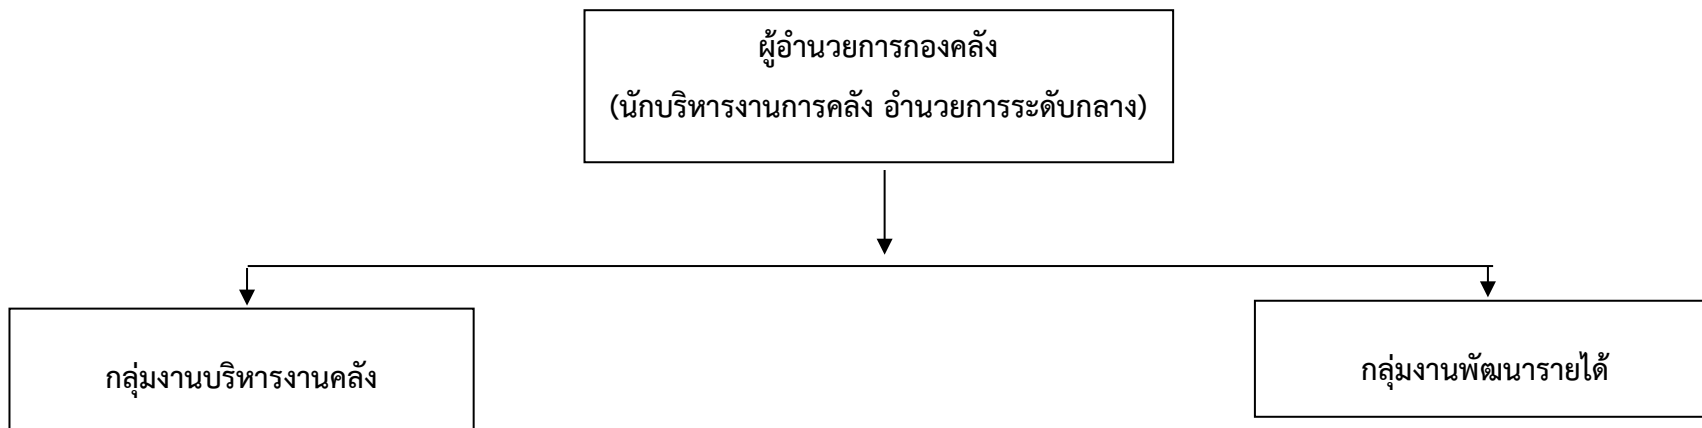 ผู้อำนวยการกองคลัง
(นักบริหารงานการคลัง อำนวยการระดับกลาง)
กลุ่มงานบริหารงานคลัง
กลุ่มงานพัฒนารายได้